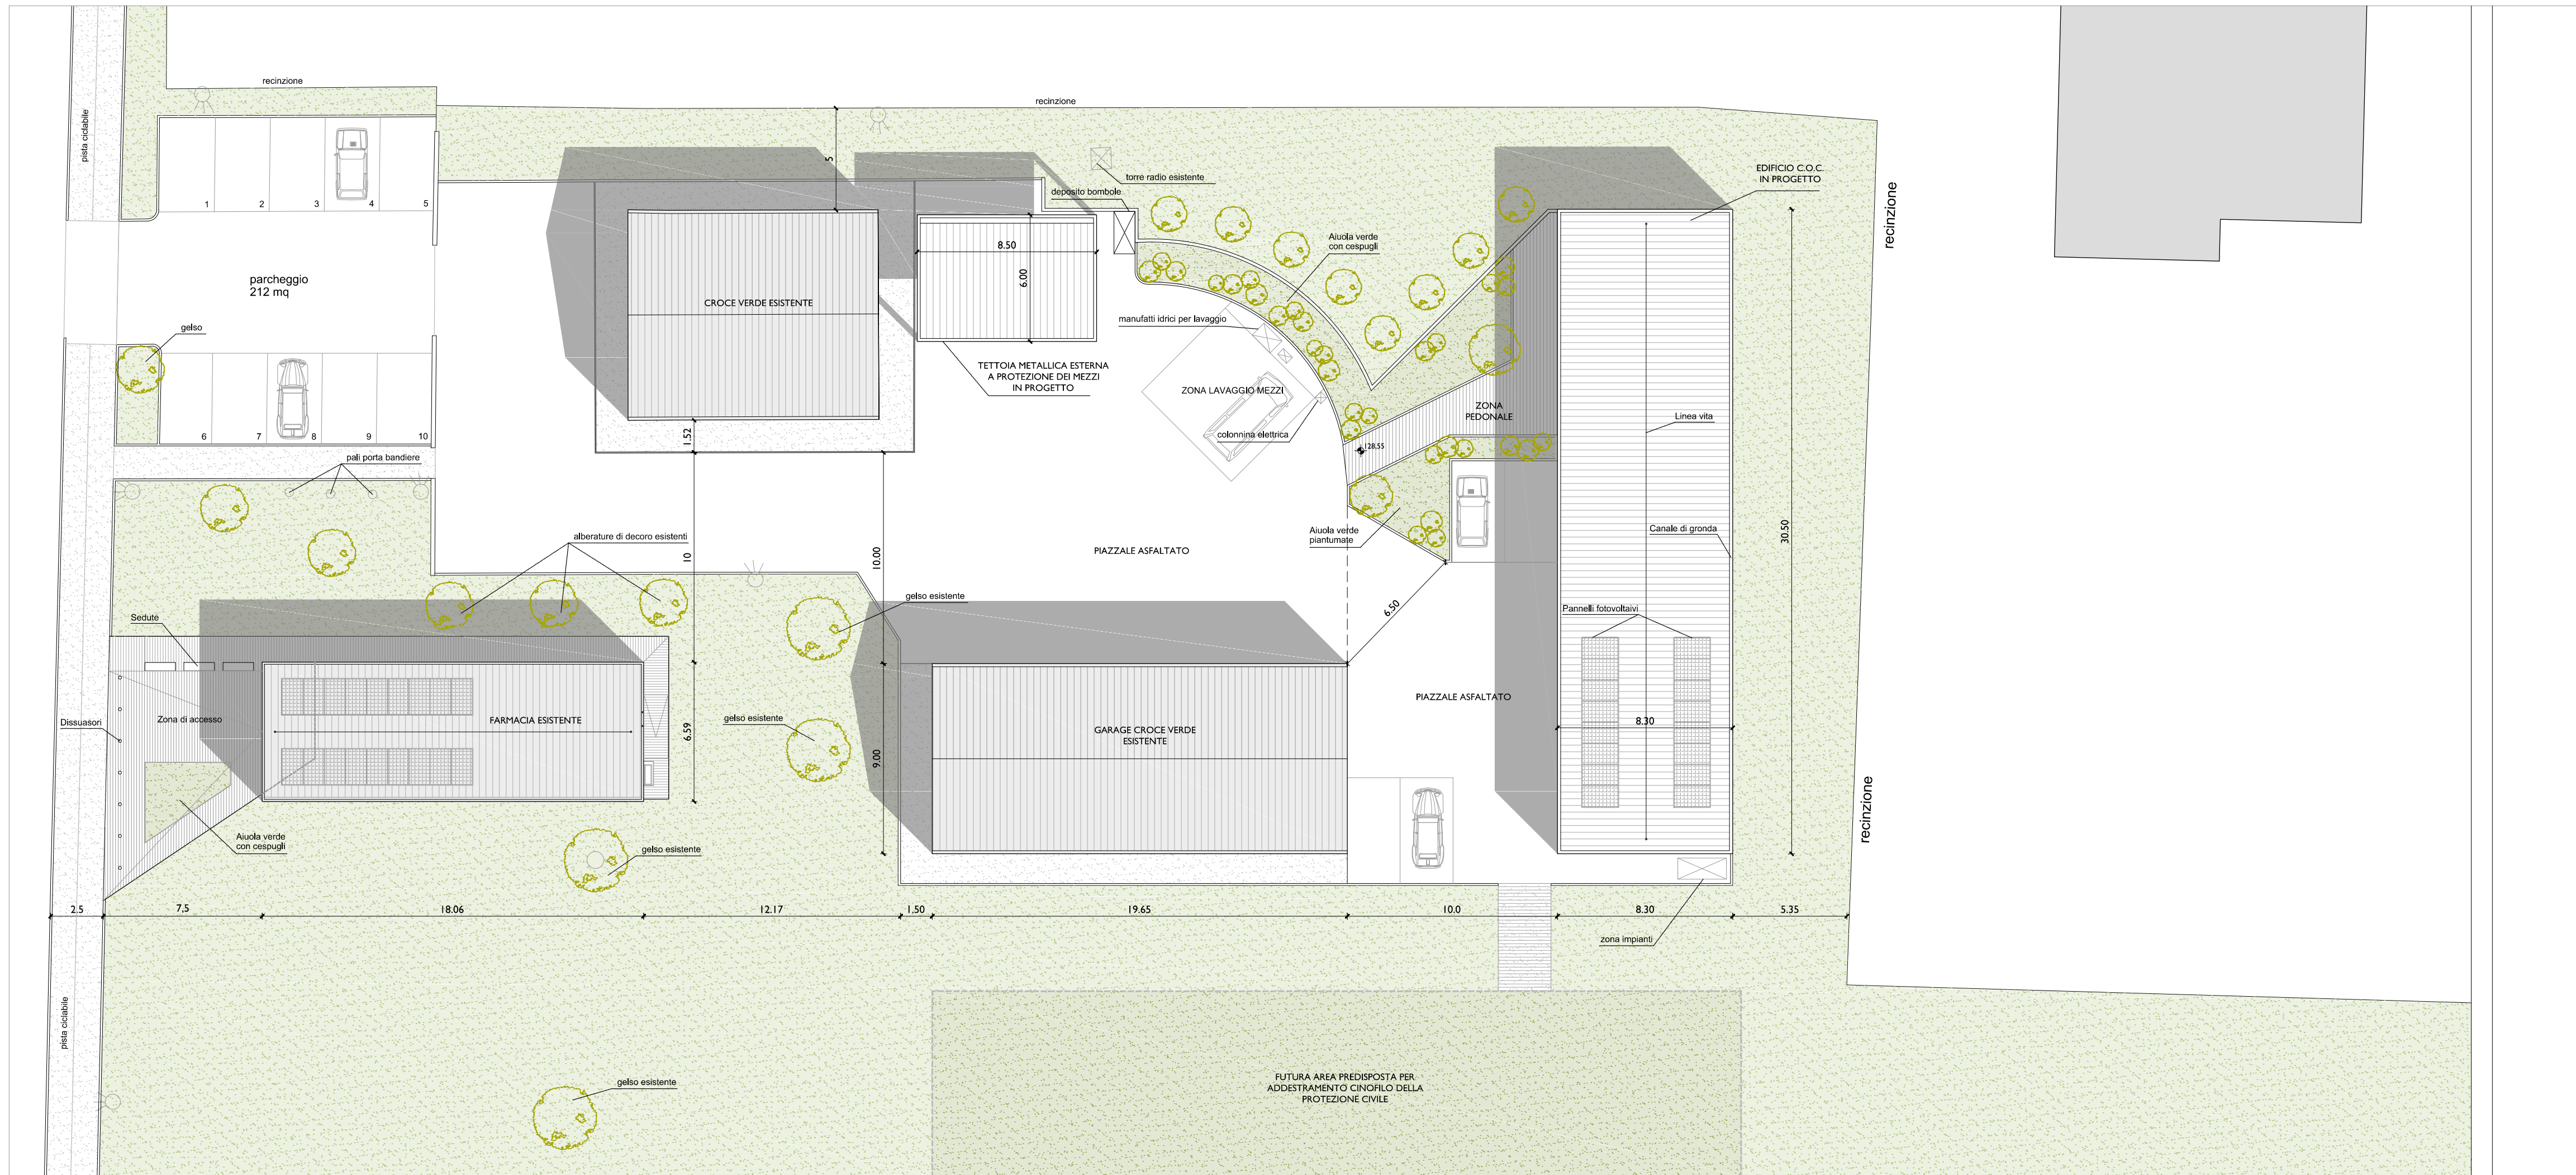 recinzione
recinzione
pista ciclabile
1
2
3
4
5
5
torre radio esistente
deposito bombole
EDIFICIO C.O.C.
IN PROGETTO
recinzione
8.50
6.00
Aiuola verde
con cespugli
parcheggio
212 mq
CROCE VERDE ESISTENTE
gelso
manufatti idrici per lavaggio
TETTOIA METALLICA ESTERNA
A PROTEZIONE DEI MEZZI
IN PROGETTO
ZONA LAVAGGIO MEZZI
ZONA
PEDONALE
Linea vita
6
7
8
9
10
1.52
colonnina elettrica
128.55
pali porta bandiere
alberature di decoro esistenti
Aiuola verde
piantumate
Canale di gronda
30.50
10
10.00
PIAZZALE ASFALTATO
gelso esistente
6.50
Pannelli fotovoltaivi
Sedute
Dissuasori
Zona di accesso
FARMACIA ESISTENTE
6.59
gelso esistente
9.00
GARAGE CROCE VERDE
ESISTENTE
PIAZZALE ASFALTATO
8.30
recinzione
Aiuola verde
con cespugli
gelso esistente
2.5
7.5
18.06
12.17
1.50
19.65
10.0
8.30
5.35
zona impianti
pista ciclabile
gelso esistente
FUTURA AREA PREDISPOSTA PER
ADDESTRAMENTO CINOFILO DELLA
PROTEZIONE CIVILE